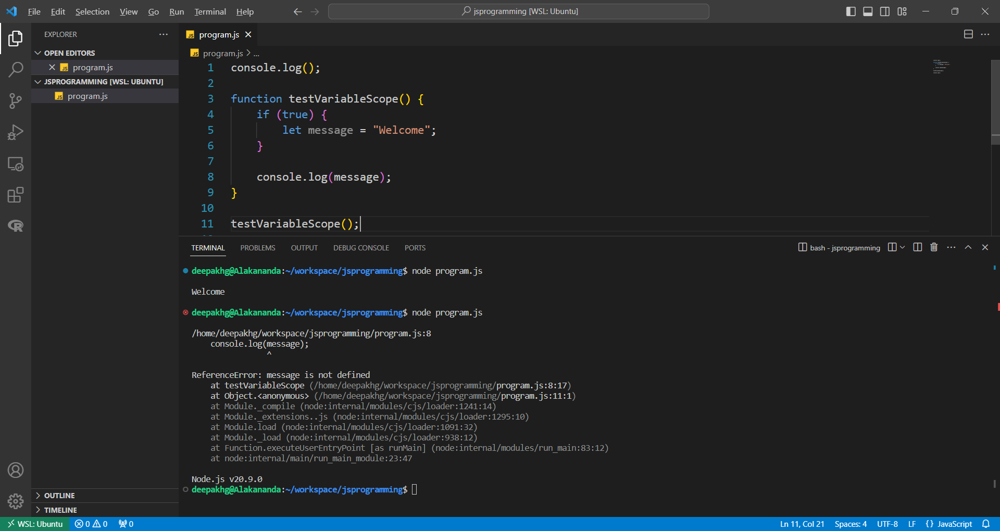 File Edit Selection View Go Run Terminal Help
jsprogramming [WSL: Ubuntu]
EXPLORER
OPEN EDITORS
program.js
JSPROGRAMMING [WSL: UBUNTU]
program.js
OUTLINE
TIMELINE
program.js
program.js > ...
1 console.log();
2
3 function testVariableScope() {
4     if (true) {
5         let message = "Welcome";
6     }
7
8     console.log(message);
9 }
10
11 testVariableScope();
TERMINAL PROBLEMS OUTPUT DEBUG CONSOLE PORTS
bash - jsprogramming
deepakhg@Alakananda:~/workspace/jsprogramming$ node program.js
Welcome
deepakhg@Alakananda:~/workspace/jsprogramming$ node program.js
/home/deepakhg/workspace/jsprogramming/program.js:8
    console.log(message);
                ^
ReferenceError: message is not defined
    at testVariableScope (/home/deepakhg/workspace/jsprogramming/program.js:8:17)
    at Object.<anonymous> (/home/deepakhg/workspace/jsprogramming/program.js:11:1)
    at Module._compile (node:internal/modules/cjs/loader:1241:14)
    at Module._extensions..js (node:internal/modules/cjs/loader:1295:10)
    at Module.load (node:internal/modules/cjs/loader:1091:32)
    at Module._load (node:internal/modules/cjs/loader:938:12)
    at Function.executeUserEntryPoint [as runMain] (node:internal/modules/run_main:83:12)
    at node:internal/main/run_main_module:23:47
Node.js v20.9.0
deepakhg@Alakananda:~/workspace/jsprogramming$
WSL: Ubuntu 0 0 0 Ln 11, Col 21 Spaces: 4 UTF-8 LF {} JavaScript